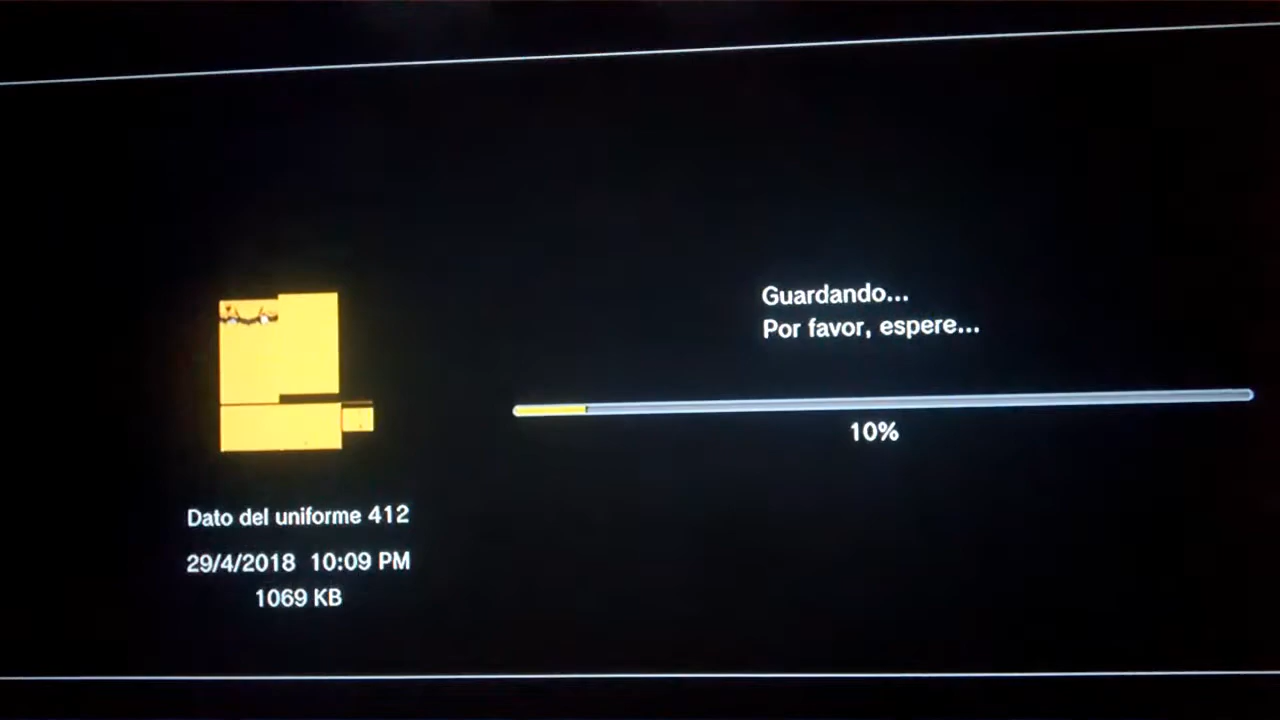 Guardando...
Por favor, espere...
10%
Dato del uniforme 412
29/4/2018 10:09 PM
1069 KB